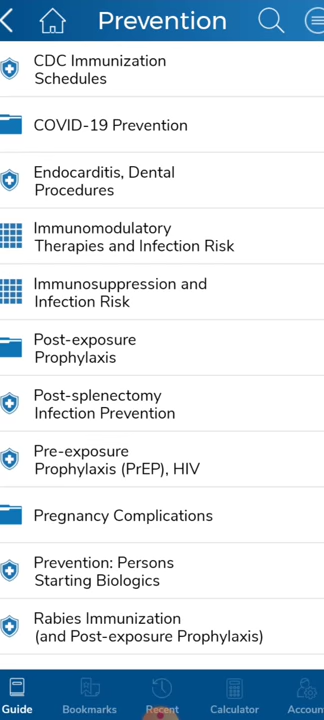 Prevention
CDC Immunization
Schedules
COVID-19 Prevention
Endocarditis, Dental
Procedures
Immunomodulatory
Therapies and Infection Risk
Immunosuppression and
Infection Risk
Post-exposure
Prophylaxis
Post-splenectomy
Infection Prevention
Pre-exposure
Prophylaxis (PrEP), HIV
Pregnancy Complications
Prevention: Persons
Starting Biologics
Rabies Immunization
(and Post-exposure Prophylaxis)
Guide Bookmarks Recent Calculator Accoun